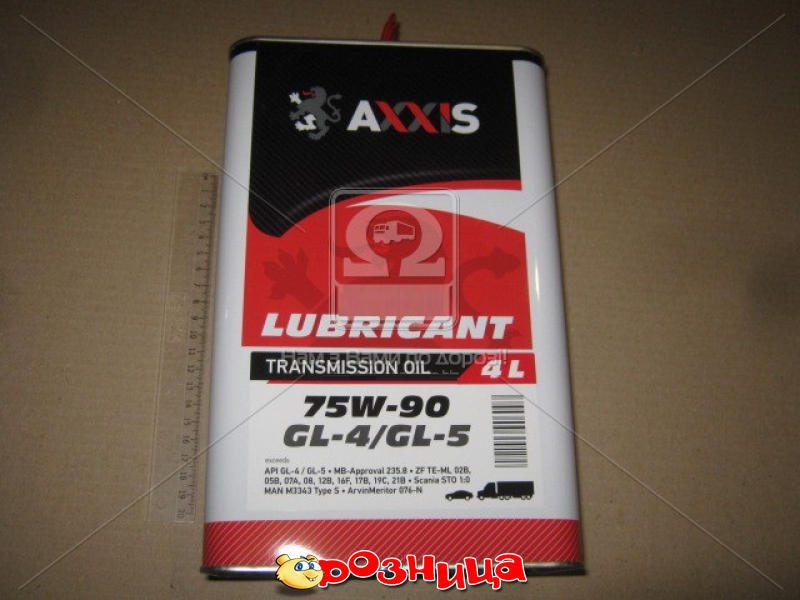 AXXIS
LUBRICANT
Нам з Вами по дорозі!
TRANSMISSION OIL
4 L
75W-90
GL-4/GL-5
exceeds
API GL-4 / GL-5 • MB-Approval 235.8 • ZF TE-ML 02B,
05B, 07A, 08, 12B, 16F, 17B, 19C, 21B • Scania STO 1:0
MAN M3343 Type S • ArvinMeritor 076-N
розница